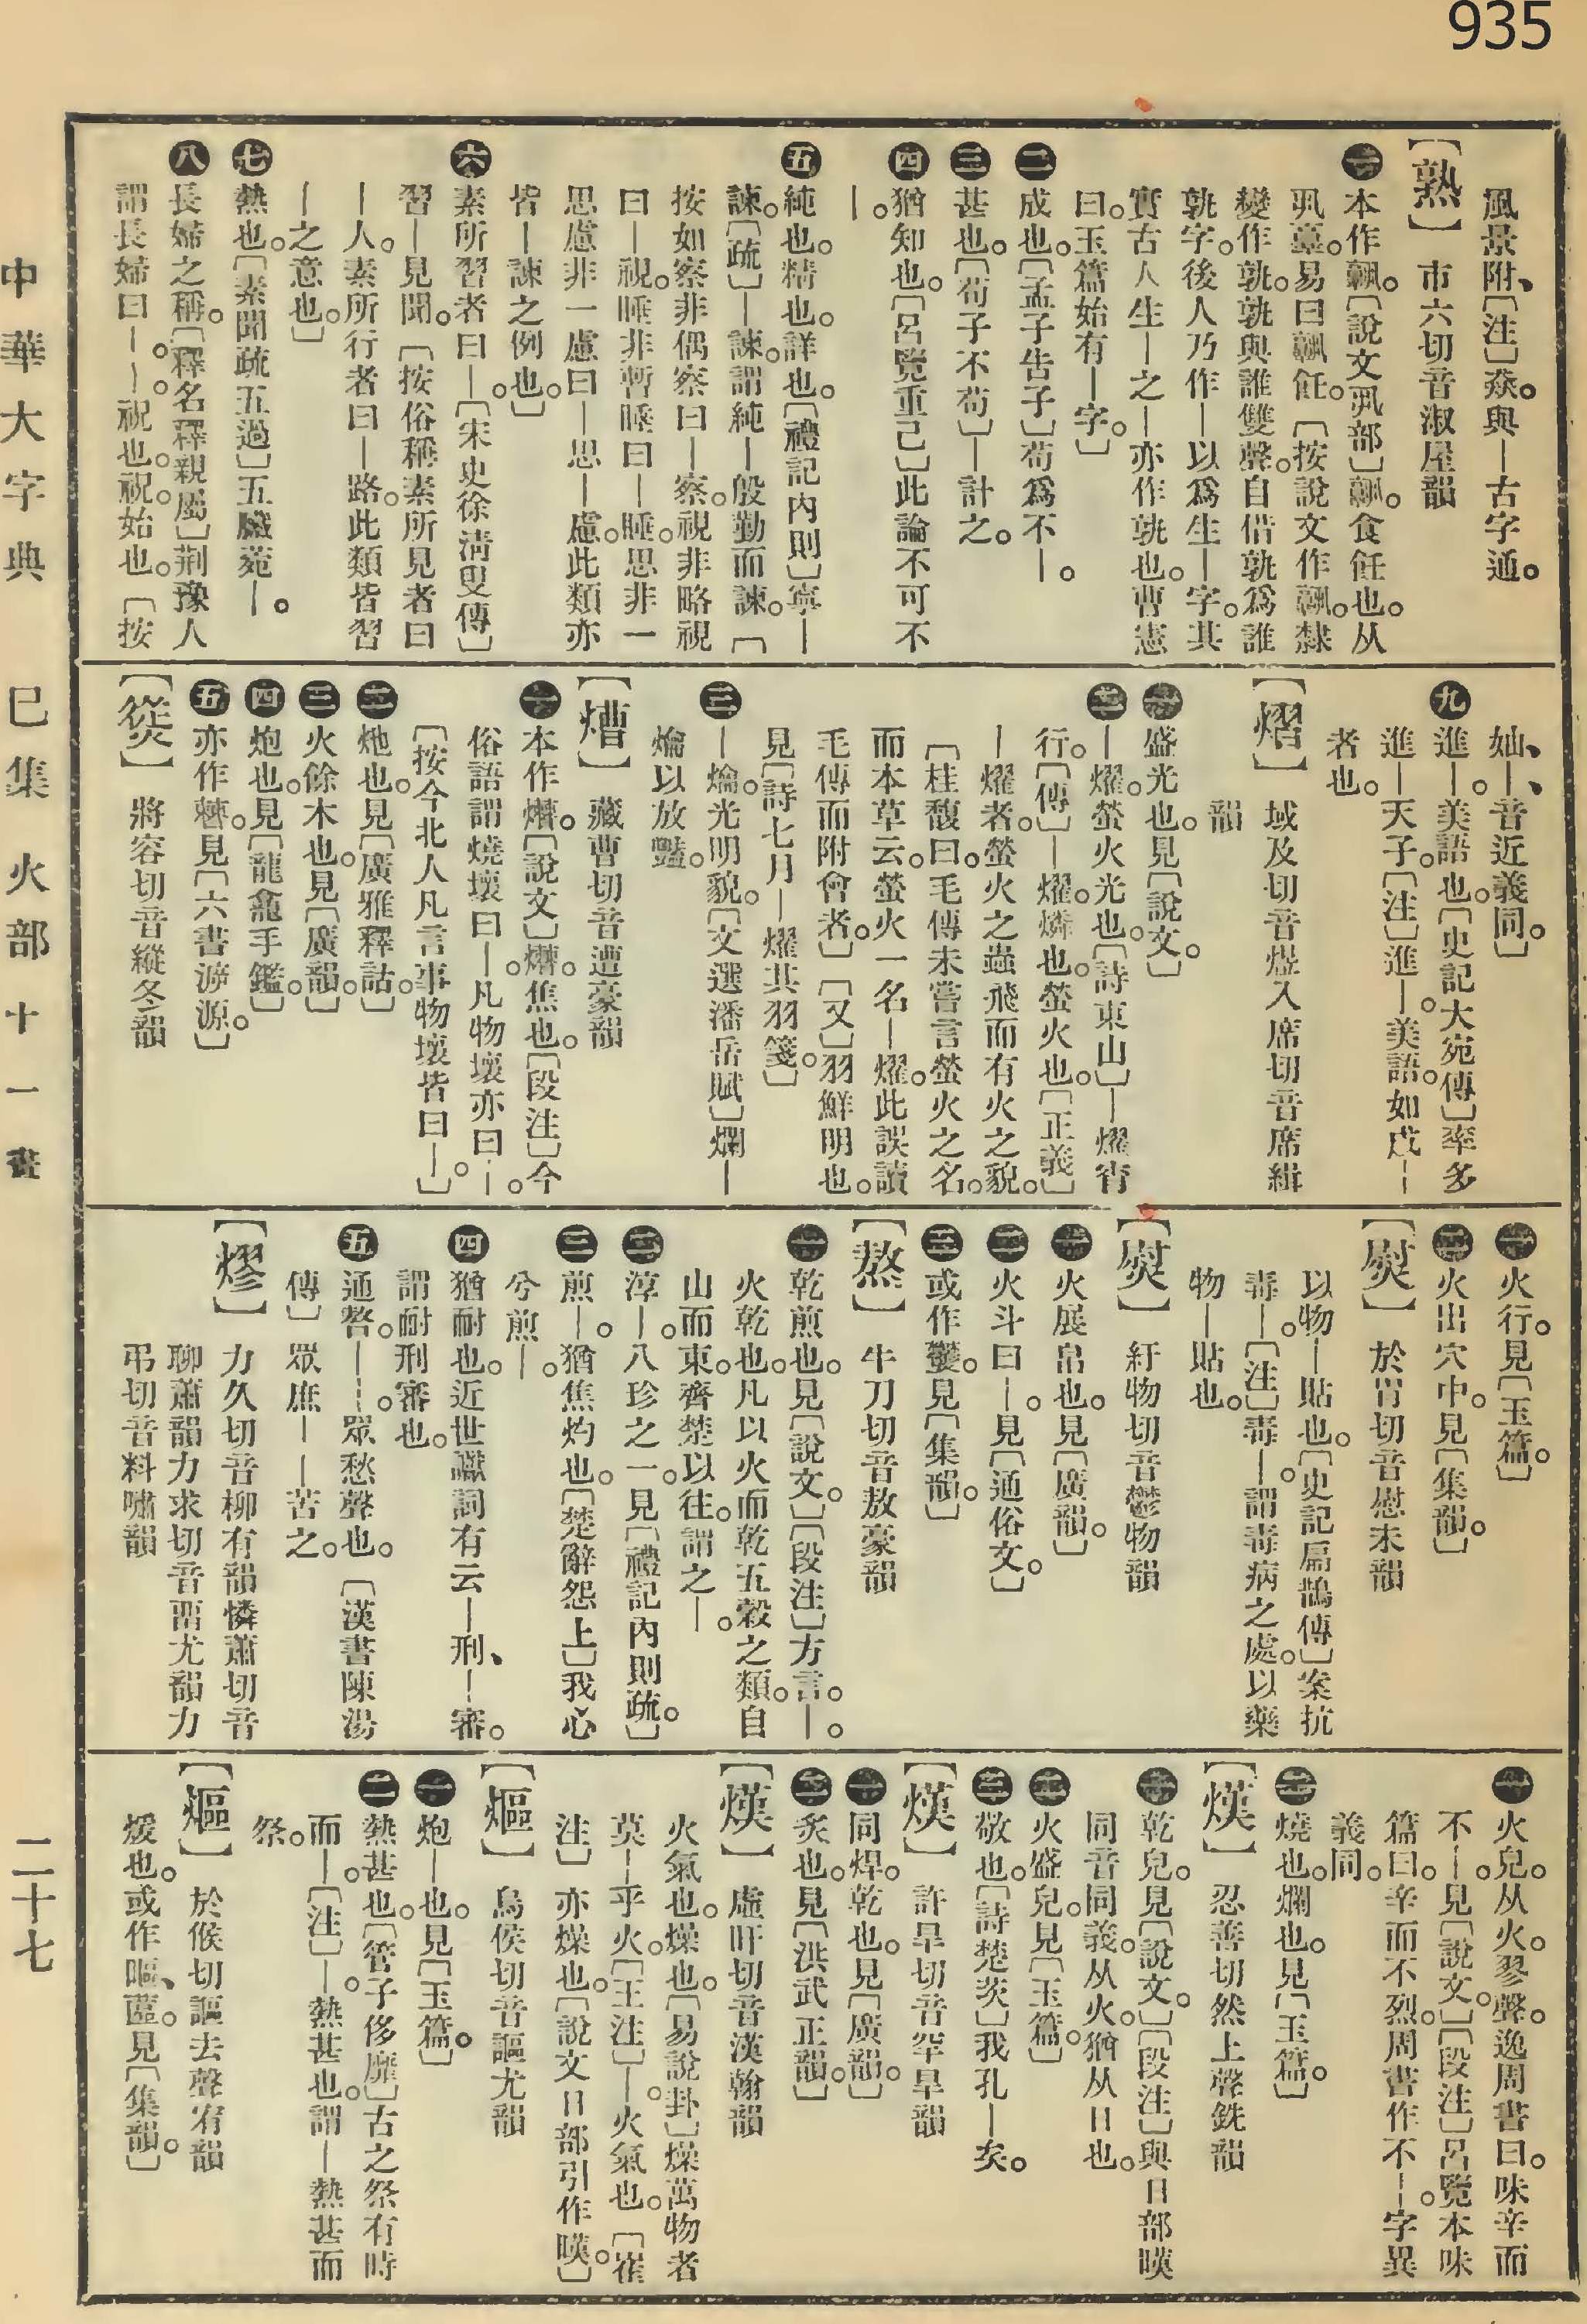 935
風景附、〔注〕焱與—古字通。
【熟】 市六切音淑屋韻
㊀本作䬵。〔說文丮部〕䬵。食飪也。从
丮𦎫。易曰䬵飪。〔按說文作䬵。隸
變作孰。孰與誰雙聲。自借孰爲誰
孰字。後人乃作—以爲生—字。其
實古人生—之—亦作孰也。曹憲
曰。玉篇始有—字。〕
㊁成也。〔孟子告子〕苟爲不—。
㊂甚也。〔荀子不苟〕—計之。
㊃猶知也。〔呂覽重己〕此論不可不
—。
㊄純也。精也。詳也。〔禮記內則〕寧—
諫。〔疏〕—諫。謂純—殷勤而諫。〔
按如察非偶察曰—察。視非略視
曰—視。睡非暫睡曰—睡。思非一
思慮非一慮曰—思—慮。此類亦
皆—諫之例也。〕
㊅素所習者曰—。〔宋史徐清叟傳〕
習—見聞。〔按俗稱素所見者曰
—人。素所行者曰—路。此類皆習
—之意也。〕
㊆熱也。〔素問疏五過〕五臟菀—。
㊇長婦之稱。〔釋名釋親屬〕荆豫人
謂長婦曰—。—。祝也。祝。始也。〔按
妯、—、音近義同。〕
㊈進—。美語也。〔史記大宛傳〕率多
進—天子。〔注〕進—。美語。如成—
者也。
【熠】 域及切音煜入席切音席緝
韻
㊀盛光也。見〔說文。〕
㊁—燿。螢火光也。〔詩東山〕—燿宵
行。〔傳〕—燿。燐也。螢火也。〔正義〕
—燿者。螢火之蟲飛而有火之貌。
〔桂馥曰。毛傳未嘗言螢火之名。
而本草云。螢火一名—燿。此誤讀
毛傳而附會者。〕〔又〕羽鮮明也。
見〔詩七月—燿其羽箋。〕
㊂—爚。光明貌。〔文選潘岳賦〕爛—
爚以放豔。
【熕】 藏曹切音遭豪韻
㊀本作㷮。〔說文〕㷮。焦也。〔段注〕今
俗語謂燒壞曰—。凡物壞亦曰—。
〔按今北人凡言事物壞皆曰—。〕
㊁炧也。見〔廣雅釋詁。〕
㊂火餘木也。見〔廣韻。〕
㊃炮也。見〔龍龕手鑑。〕
㊄亦作㷮。見〔六書㴑源。〕
【熧】 將容切音縱冬韻
㊀火行。見〔玉篇。〕
㊁火出穴中。見〔集韻。〕
【熨】 於胃切音慰未韻
以物—貼也。〔史記扁鵲傳〕案杬
毒—。〔注〕毒—。謂毒病之處。以藥
物—貼也。
【熨】 紆物切音鬱物韻
㊀火展帛也。見〔廣韻。〕
㊁火斗曰—。見〔通俗文。〕
㊂或作䥝。見〔集韻。〕
【熬】 牛刀切音敖豪韻
㊀乾煎也。見〔說文。〕〔段注〕方言。—。
火乾也。凡以火而乾五穀之類。自
山而東。齊楚以往。謂之—。
㊁淳—。八珍之一。見〔禮記內則疏。〕
㊂煎—。猶焦灼也。〔楚辭怨上〕我心
兮煎—。
㊃猶耐也。近世讞詞有云—刑、—審。
謂耐刑審也。
㊄通嗸。——。眾愁聲也。〔漢書陳湯
傳〕眾庶——苦之。
【熮】 力久切音柳有韻憐蕭切音
聊蕭韻力求切音畱尤韻力
弔切音料嘯韻
㊀火皃。从火。翏聲。逸周書曰。味辛而
不—。見〔說文。〕〔段注〕呂覽本味
篇曰。辛而不烈。周書作不—。字異
義同。
㊁燒也。爛也。見〔玉篇。〕
【熯】 忍善切然上聲銑韻
㊀乾皃。見〔說文。〕〔段注〕與日部暵
同音同義。从火。猶从日也。
㊁火盛皃。見〔玉篇。〕
㊂敬也。〔詩楚茨〕我孔—矣。
【熯】 許旱切音罕旱韻
㊀同焊。乾也。見〔廣韻。〕
㊁炙也。見〔洪武正韻。〕
【熯】 虛旰切音漢翰韻
火氣也。燥也。〔易說卦〕燥萬物者
莫—乎火。〔王注〕—。火氣也。〔崔
注〕亦燥也。〔說文日部引作暵。〕
【熰】 烏侯切音謳尤韻
㊀炮—也。見〔玉篇。〕
㊁熱甚也。〔管子侈靡〕古之祭有時
而—。〔注〕—。熱甚也。謂—熱甚而
祭。
【熰】 於候切謳去聲宥韻
煖也。或作嘔、蓲。見〔集韻。〕
中華大字典 巳集 火部 十一畫 二十七